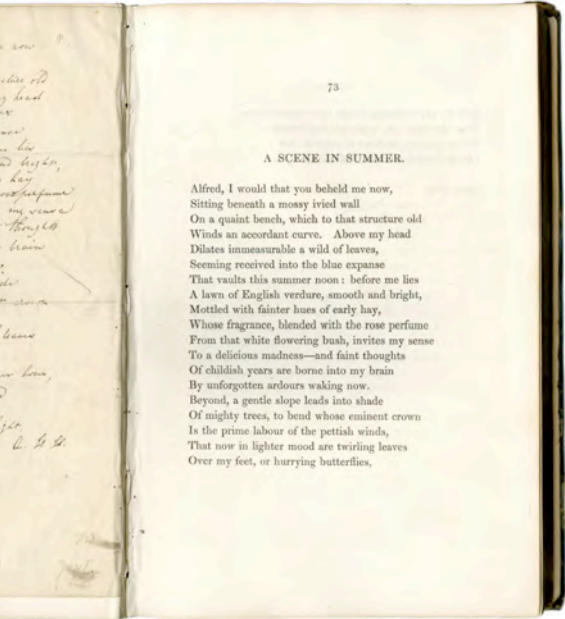 now
old
hay
perfume
thoughts
brain
leaves
A. H. H.
73
A SCENE IN SUMMER.
Alfred, I would that you beheld me now,
Sitting beneath a mossy ivied wall
On a quaint bench, which to that structure old
Winds an accordant curve. Above my head
Dilates immeasurable a wild of leaves,
Seeming received into the blue expanse
That vaults this summer noon : before me lies
A lawn of English verdure, smooth and bright,
Mottled with fainter hues of early hay,
Whose fragrance, blended with the rose perfume
From that white flowering bush, invites my sense
To a delicious madness—and faint thoughts
Of childish years are borne into my brain
By unforgotten ardours waking now.
Beyond, a gentle slope leads into shade
Of mighty trees, to bend whose eminent crown
Is the prime labour of the pettish winds,
That now in lighter mood are twirling leaves
Over my feet, or hurrying butterflies,